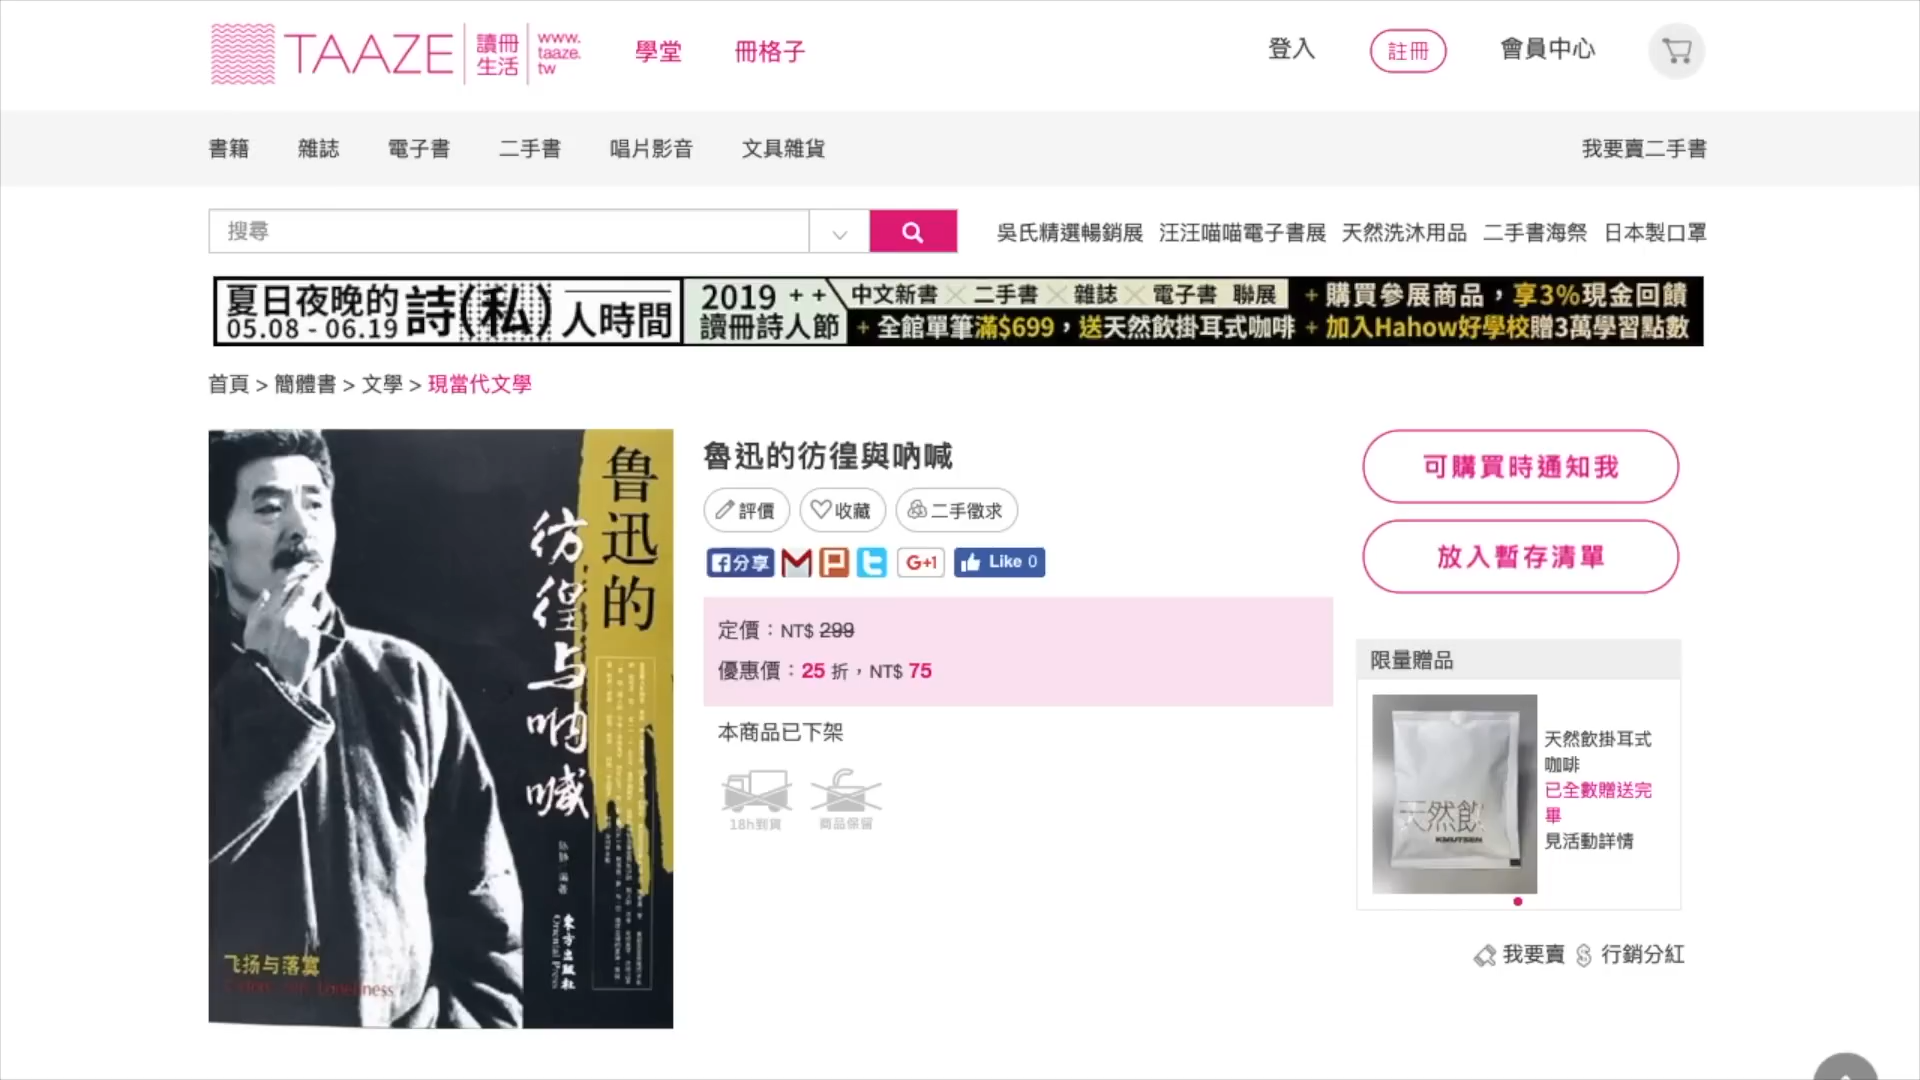 TAAZE
讀冊
生活
www.
taaze.
tw
學堂
冊格子
登入
註冊
會員中心
書籍
雜誌
電子書
二手書
唱片影音
文具雜貨
我要賣二手書
搜尋
吳氏精選暢銷展 汪汪喵喵電子書展 天然洗沐用品 二手書海祭 日本製口罩
夏日夜晚的
05.08 - 06.19
詩(私)人時間
2019 ++
讀冊詩人節
中文新書×二手書×雜誌×電子書 聯展
+ 全館單筆滿$699，送天然飲掛耳式咖啡
+ 購買參展商品，享3%現金回饋
+ 加入Hahow好學校贈3萬學習點數
首頁 > 簡體書 > 文學 > 現當代文學
鲁迅的
彷徨与呐喊
陈静 编著
東方出版社
Oriental Press
飞扬与落寞
魯迅的彷徨與吶喊
評價
收藏
二手徵求
分享
G+1
Like 0
定價：NT$ 299
優惠價：25 折，NT$ 75
本商品已下架
18h到貨
商品保留
可購買時通知我
放入暫存清單
限量贈品
天然飲
KMUTSEN
天然飲掛耳式
咖啡
已全數贈送完
畢
見活動詳情
我要賣
行銷分紅